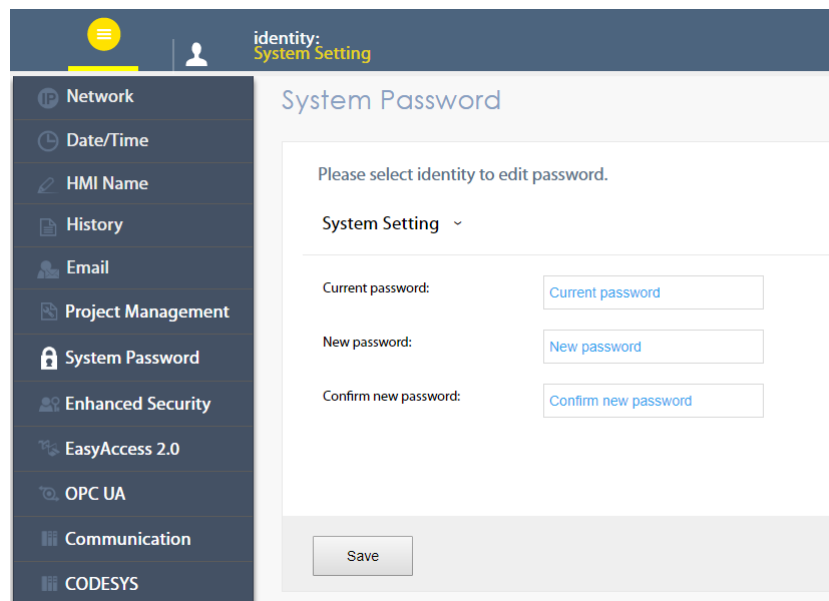 identity:
System Setting
Network
Date/Time
HMI Name
History
Email
Project Management
System Password
Enhanced Security
EasyAccess 2.0
OPC UA
Communication
CODESYS
System Password
Please select identity to edit password.
System Setting
Current password: Current password
New password: New password
Confirm new password: Confirm new password
Save